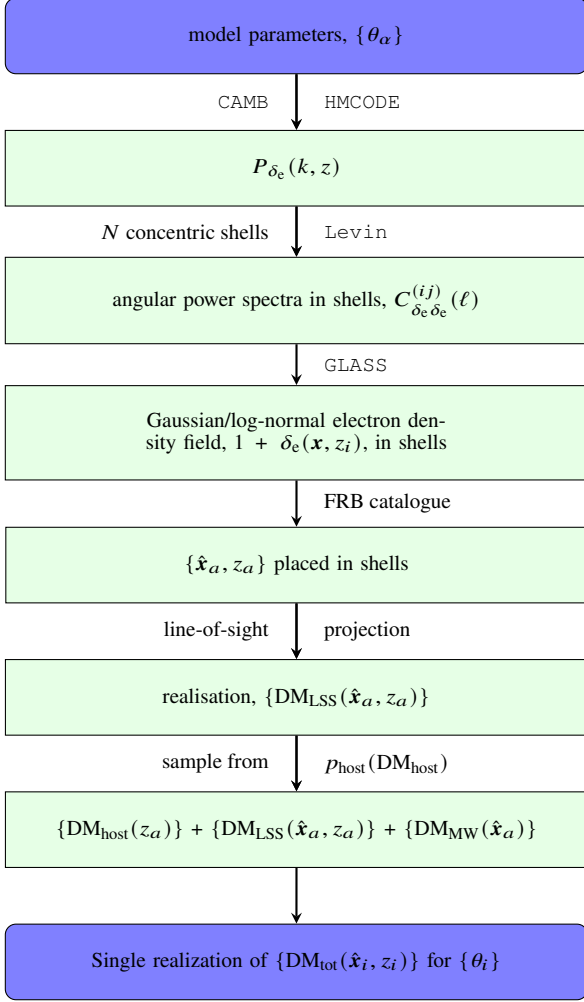 model parameters, {θ_α}
CAMB HMCODE
P_{δ_e}(k, z)
N concentric shells Levin
angular power spectra in shells, C^{(ij)}_{δ_e δ_e}(ℓ)
GLASS
Gaussian/log-normal electron den-
sity field, 1 + δ_e(x, z_i), in shells
FRB catalogue
{x̂_a, z_a} placed in shells
line-of-sight projection
realisation, {DM_LSS(x̂_a, z_a)}
sample from p_host(DM_host)
{DM_host(z_a)} + {DM_LSS(x̂_a, z_a)} + {DM_MW(x̂_a)}
Single realization of {DM_tot(x̂_i, z_i)} for {θ_i}